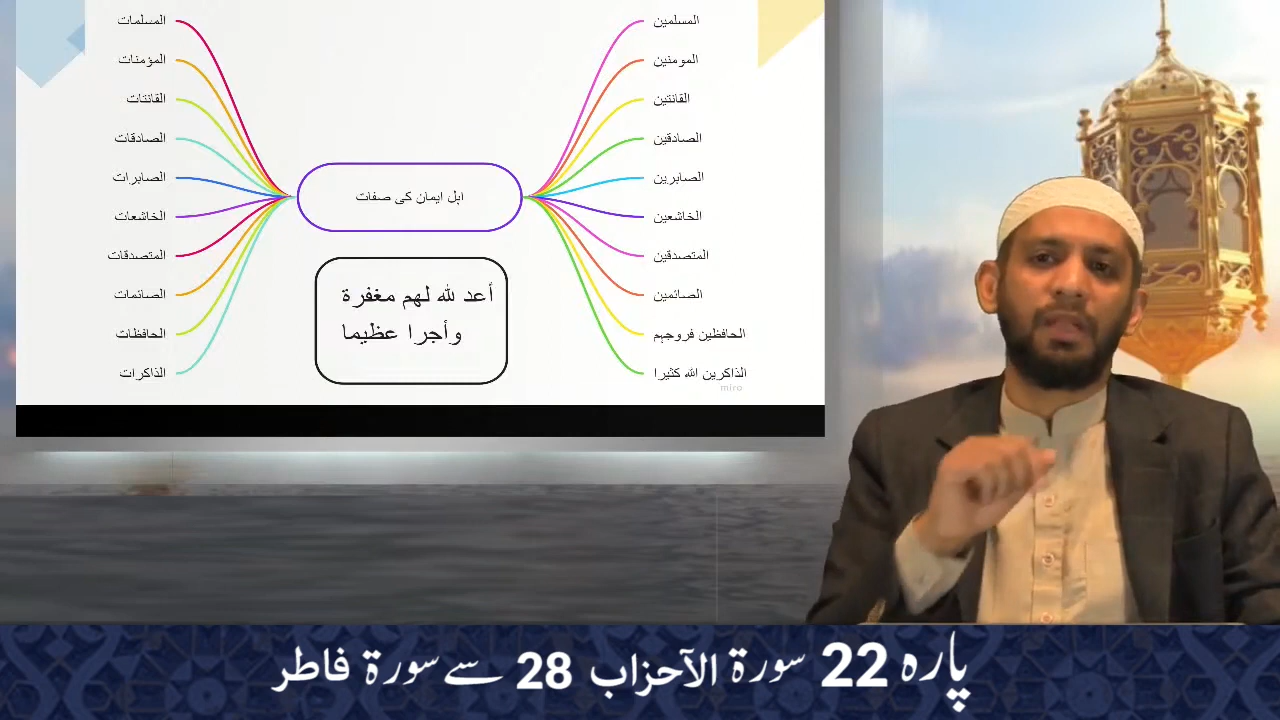 المسلمين
المومنين
القانتين
الصادقين
الصابرين
الخاشعين
المتصدقين
الصائمين
الحافظين فروجہم
الذاكرين الله كثيرا
miro
اہل ایمان کی صفات
أعد لله لهم مغفرة
وأجرا عظيما
المسلمات
المؤمنات
القانتات
الصادقات
الصابرات
الخاشعات
المتصدقات
الصائمات
الحافظات
الذاكرات
پارہ 22 سورۃ الآحزاب 28 سے سورۃ فاطر